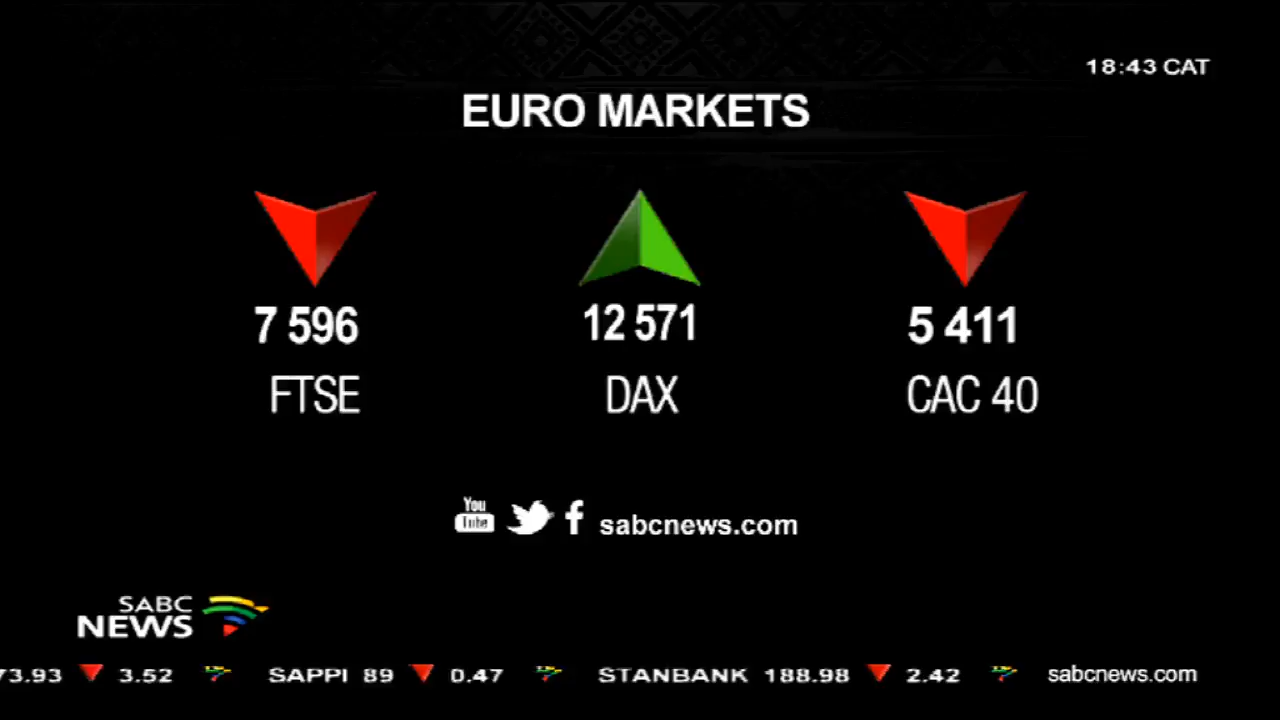 18:43 CAT
EURO MARKETS
7 596
12 571
5 411
FTSE
DAX
CAC 40
You
Tube
f
sabcnews.com
SABC
NEWS
73.93 3.52 SAPPI 89 0.47 STANBANK 188.98 2.42 sabcnews.com